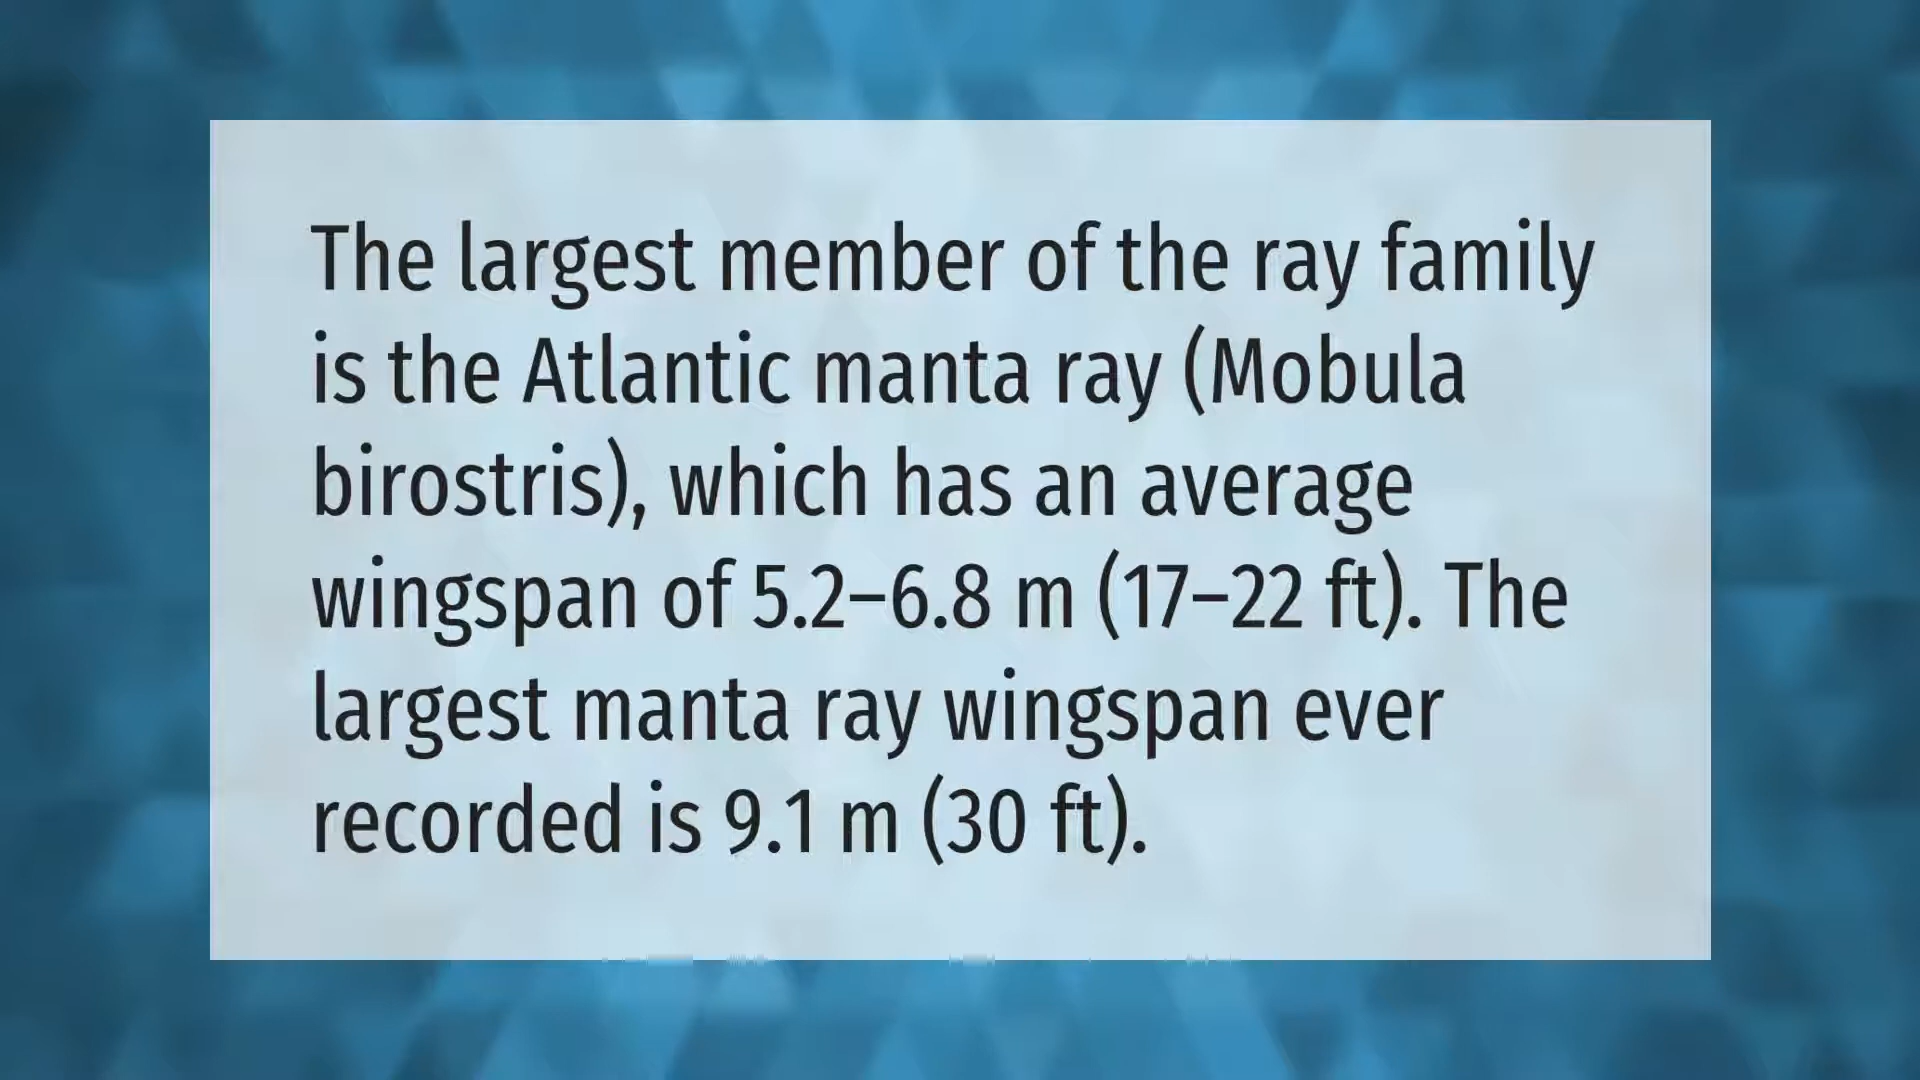 The largest member of the ray family
is the Atlantic manta ray (Mobula
birostris), which has an average
wingspan of 5.2–6.8 m (17–22 ft). The
largest manta ray wingspan ever
recorded is 9.1 m (30 ft).